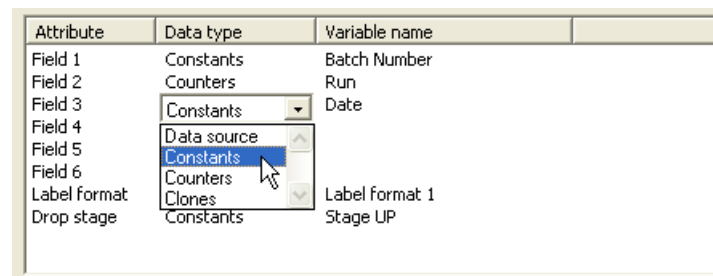 Attribute Data type Variable name
Field 1 Constants Batch Number
Field 2 Counters Run
Field 3 Constants Date
Field 4 Data source
Field 5 Constants
Field 6 Counters
Label format Clones Label format 1
Drop stage Constants Stage UP